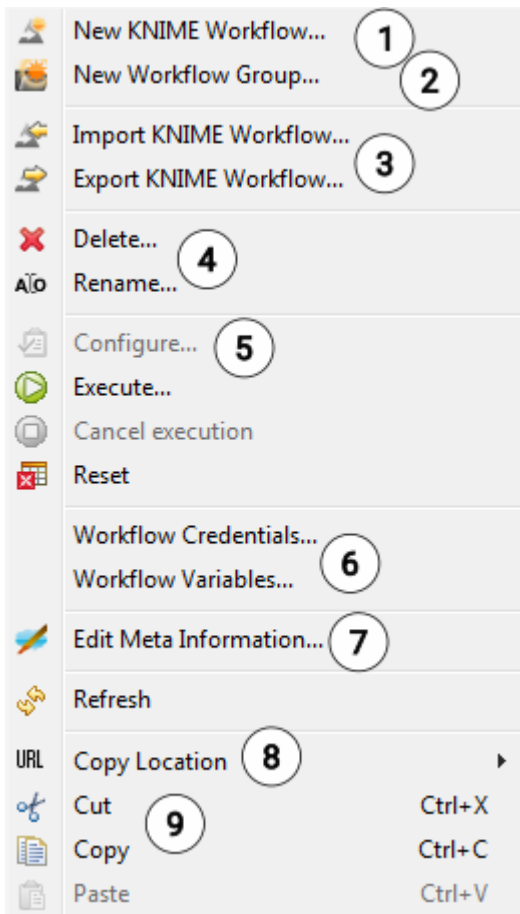 New KNIME Workflow... 1
New Workflow Group... 2
Import KNIME Workflow...
Export KNIME Workflow... 3
Delete...
4
Rename...
AIO
Configure... 5
Execute...
Cancel execution
Reset
Workflow Credentials...
6
Workflow Variables...
Edit Meta Information... 7
Refresh
URL Copy Location 8
Cut Ctrl+X
9
Copy Ctrl+C
Paste Ctrl+V